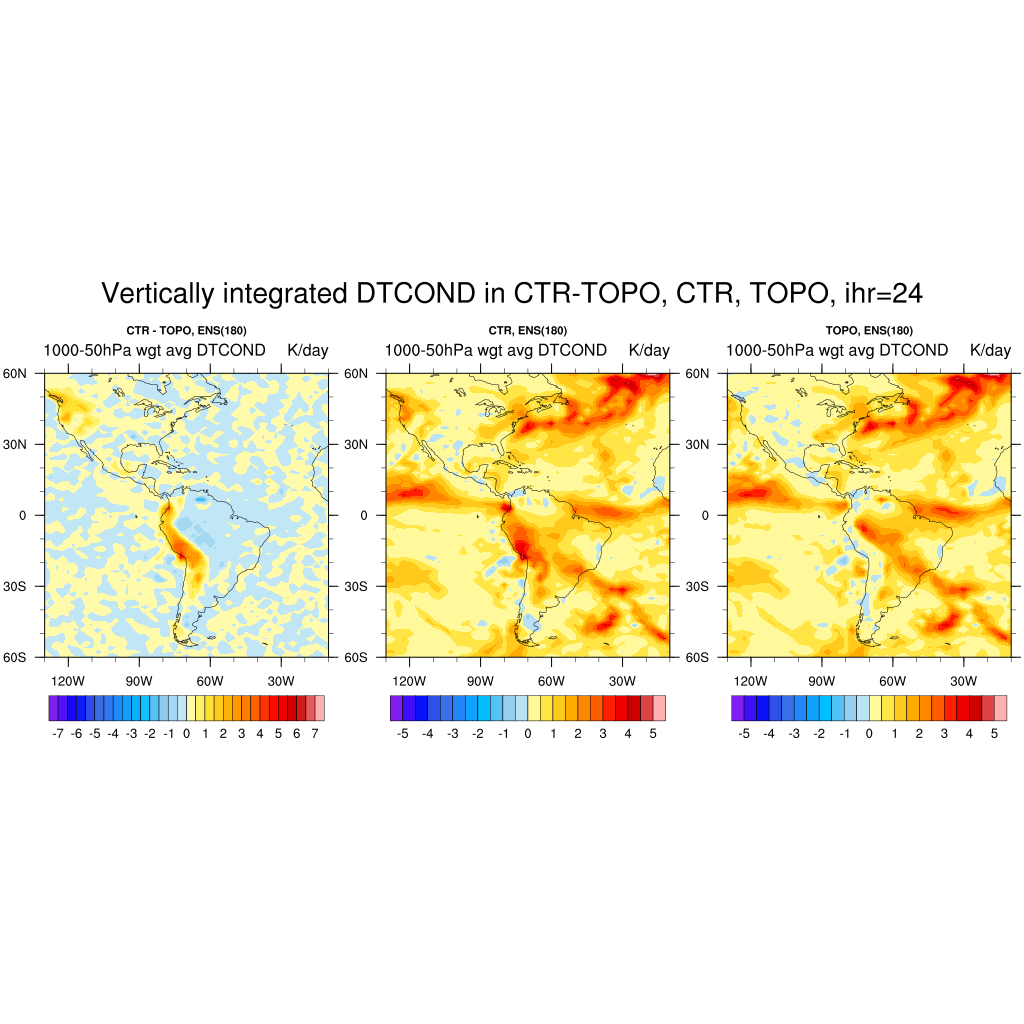 Vertically integrated DTCOND in CTR-TOPO, CTR, TOPO, ihr=24
CTR - TOPO, ENS(180)
1000-50hPa wgt avg DTCOND K/day
60N
30N
0
30S
60S
120W 90W 60W 30W
-7 -6 -5 -4 -3 -2 -1 0 1 2 3 4 5 6 7
CTR, ENS(180)
1000-50hPa wgt avg DTCOND K/day
60N
30N
0
30S
60S
120W 90W 60W 30W
-5 -4 -3 -2 -1 0 1 2 3 4 5
TOPO, ENS(180)
1000-50hPa wgt avg DTCOND K/day
60N
30N
0
30S
60S
120W 90W 60W 30W
-5 -4 -3 -2 -1 0 1 2 3 4 5